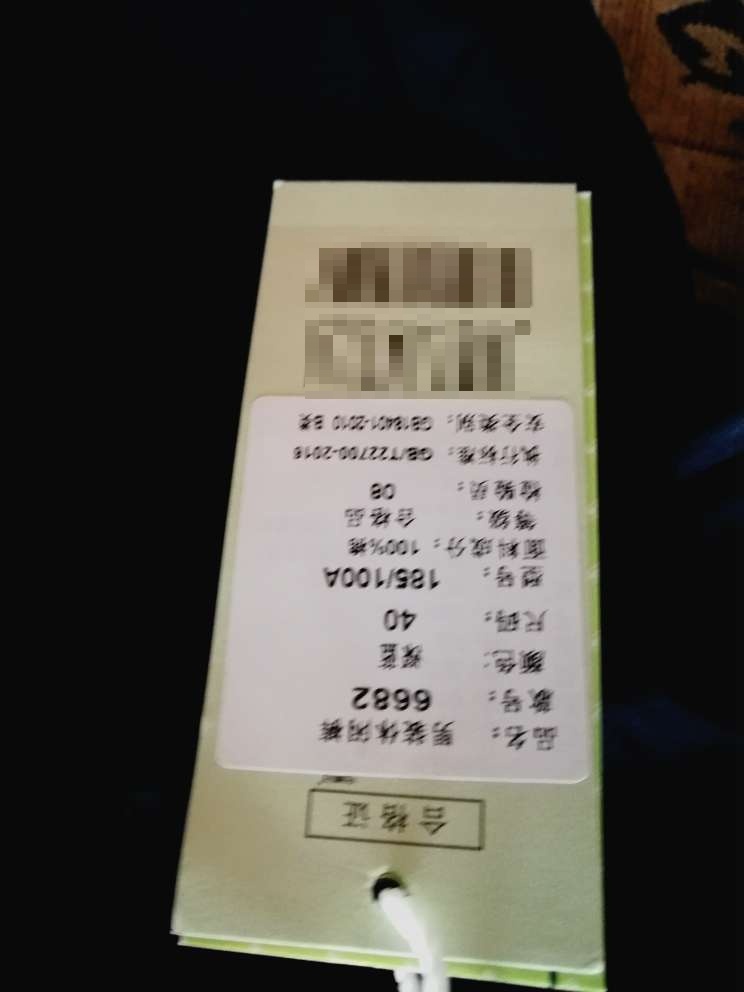 合格证
品名： 男装休闲裤
款号： 6682
颜色: 深蓝
尺码： 40
型号： 185/100A
面料成分： 100%棉
等级： 合格品
检验员： 08
执行标准： GB/T22700-2016
安全类别： GB18401-2010 B类